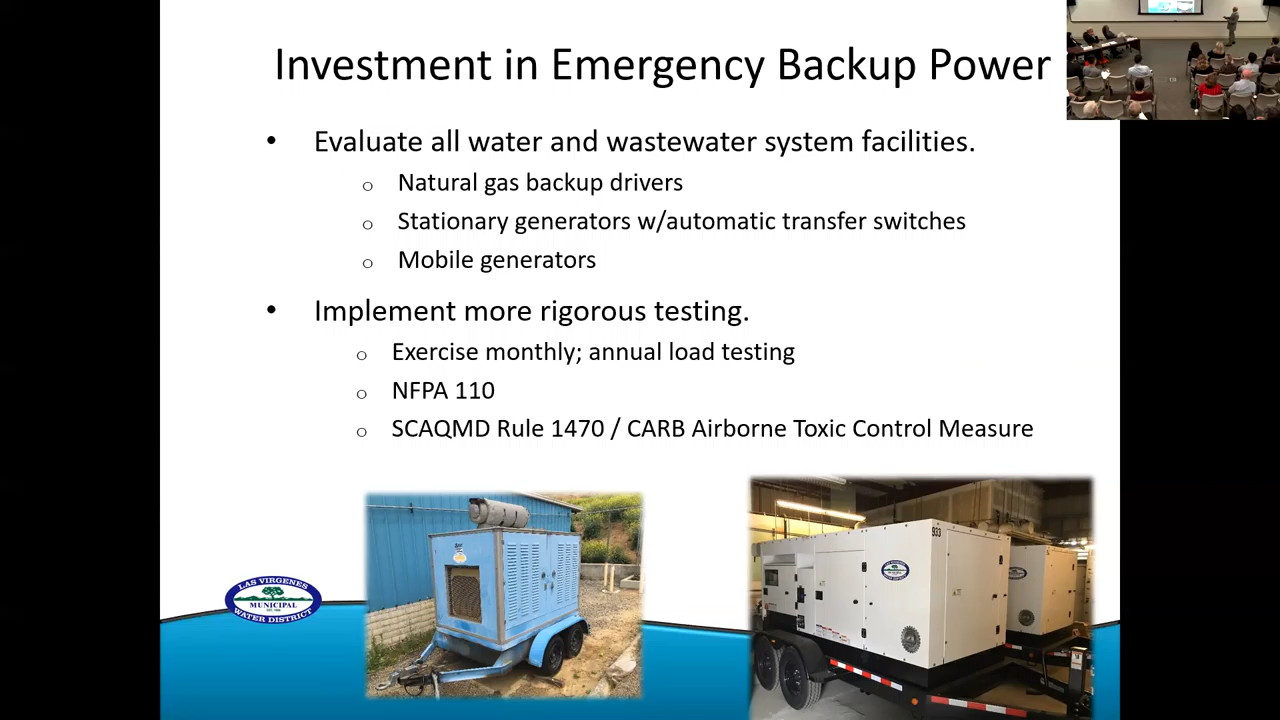 Investment in Emergency Backup Power
• Evaluate all water and wastewater system facilities.
o Natural gas backup drivers
o Stationary generators w/automatic transfer switches
o Mobile generators
• Implement more rigorous testing.
o Exercise monthly; annual load testing
o NFPA 110
o SCAQMD Rule 1470 / CARB Airborne Toxic Control Measure
LAS VIRGENES
MUNICIPAL
WATER DISTRICT
933